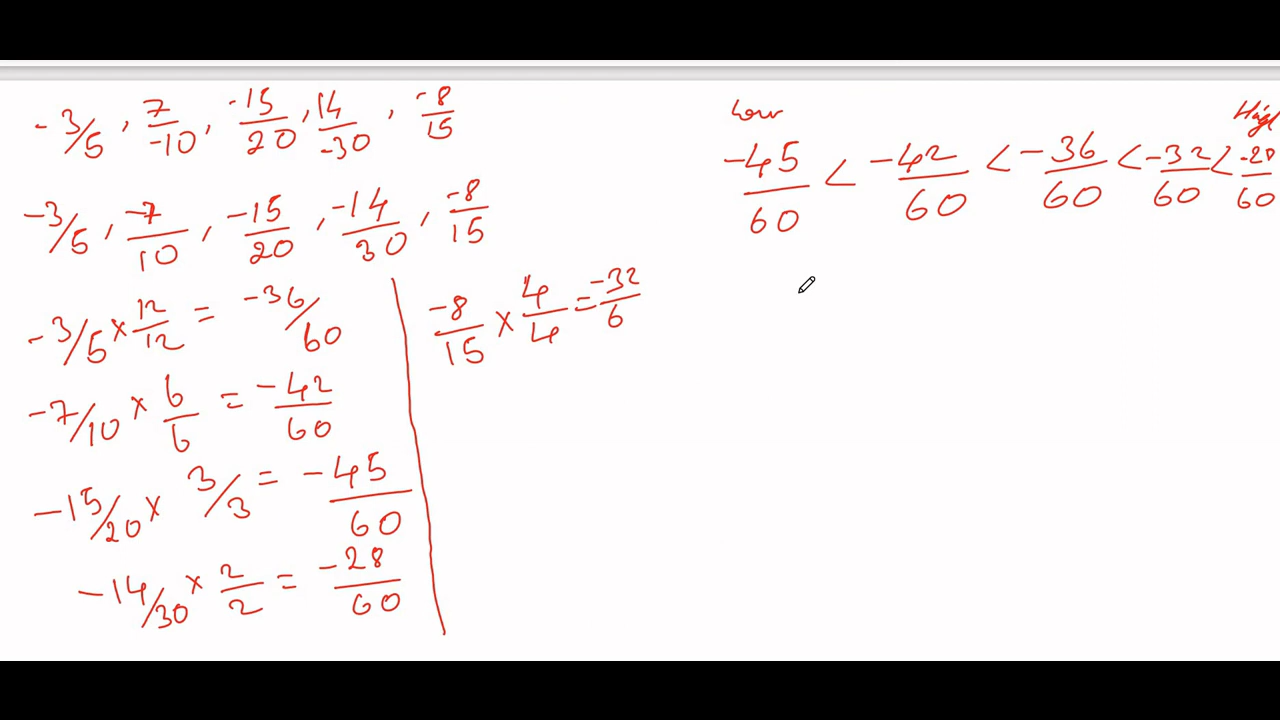 -3/5, 7/-10, -15/20, 14/-30, -8/15
-3/5, -7/10, -15/20, -14/30, -8/15
-3/5 × 12/12 = -36/60
-7/10 × 6/6 = -42/60
-15/20 × 3/3 = -45/60
-14/30 × 2/2 = -28/60
-8/15 × 4/4 = -32/6
Low
-45/60 < -42/60 < -36/60 < -32/60 < -28/60